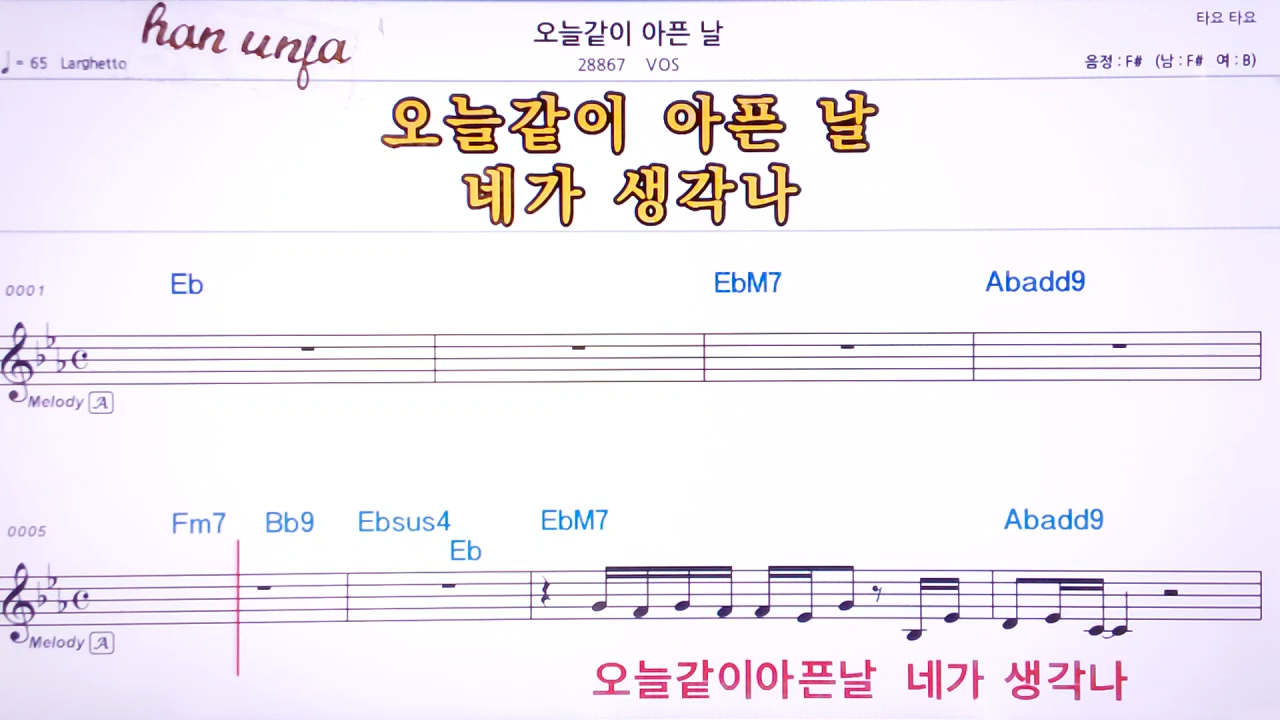 han unfa
오늘같이 아픈 날
타요 타요
♩= 65 Larghetto
28867 VOS
음정 : F# (남 : F# 여 : B)
오늘같이 아픈 날
네가 생각나
0001 Eb EbM7 Abadd9
Melody A
0005 Fm7 Bb9 Ebsus4 EbM7 Abadd9
Eb
Melody A
오늘같이아픈날 네가 생각나